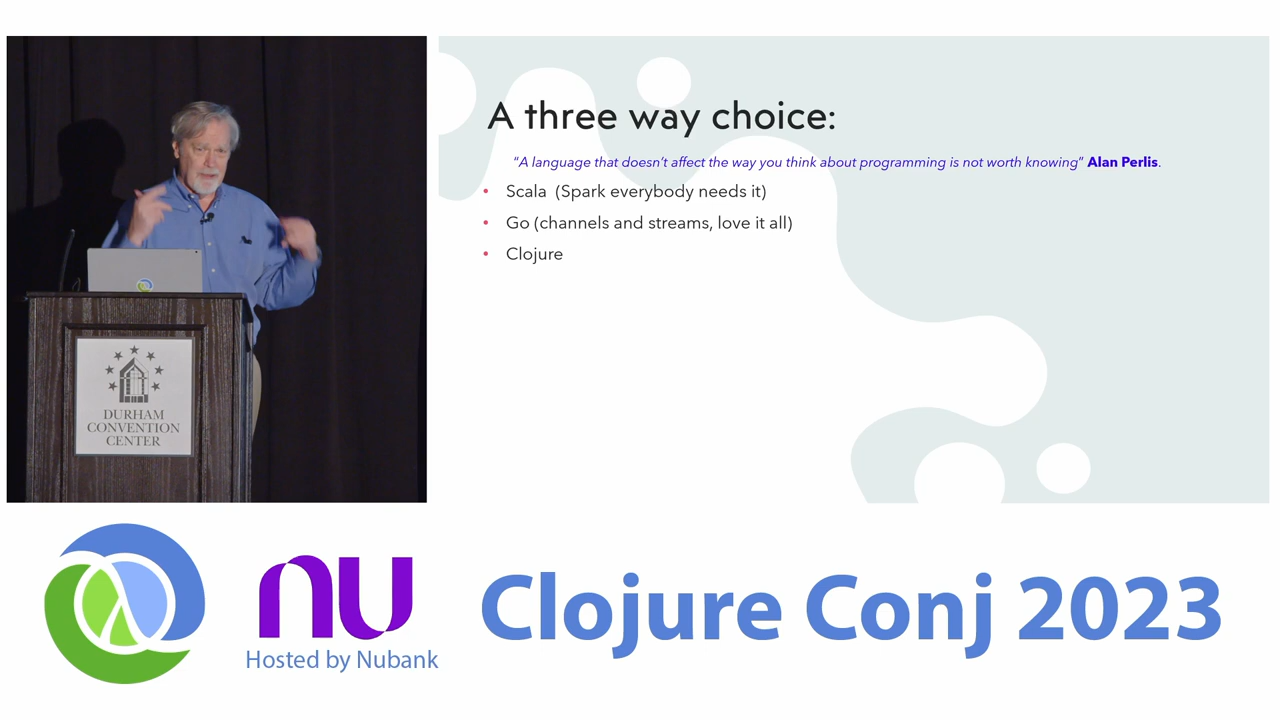 A three way choice:
“A language that doesn’t affect the way you think about programming is not worth knowing” Alan Perlis.
• Scala (Spark everybody needs it)
• Go (channels and streams, love it all)
• Clojure
DURHAM
CONVENTION
CENTER
nu
Hosted by Nubank
Clojure Conj 2023